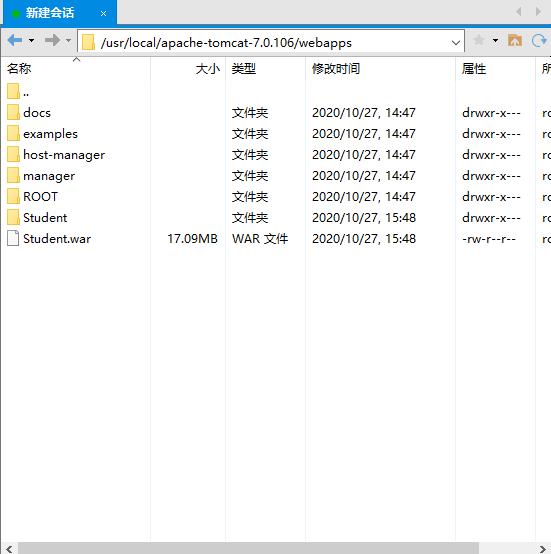 新建会话 ×
/usr/local/apache-tomcat-7.0.106/webapps
名称 大小 类型 修改时间 属性 所
..
docs 文件夹 2020/10/27, 14:47 drwxr-x--- ro
examples 文件夹 2020/10/27, 14:47 drwxr-x--- ro
host-manager 文件夹 2020/10/27, 14:47 drwxr-x--- ro
manager 文件夹 2020/10/27, 14:47 drwxr-x--- ro
ROOT 文件夹 2020/10/27, 14:47 drwxr-x--- ro
Student 文件夹 2020/10/27, 15:48 drwxr-x--- ro
Student.war 17.09MB WAR 文件 2020/10/27, 15:48 -rw-r--r-- ro